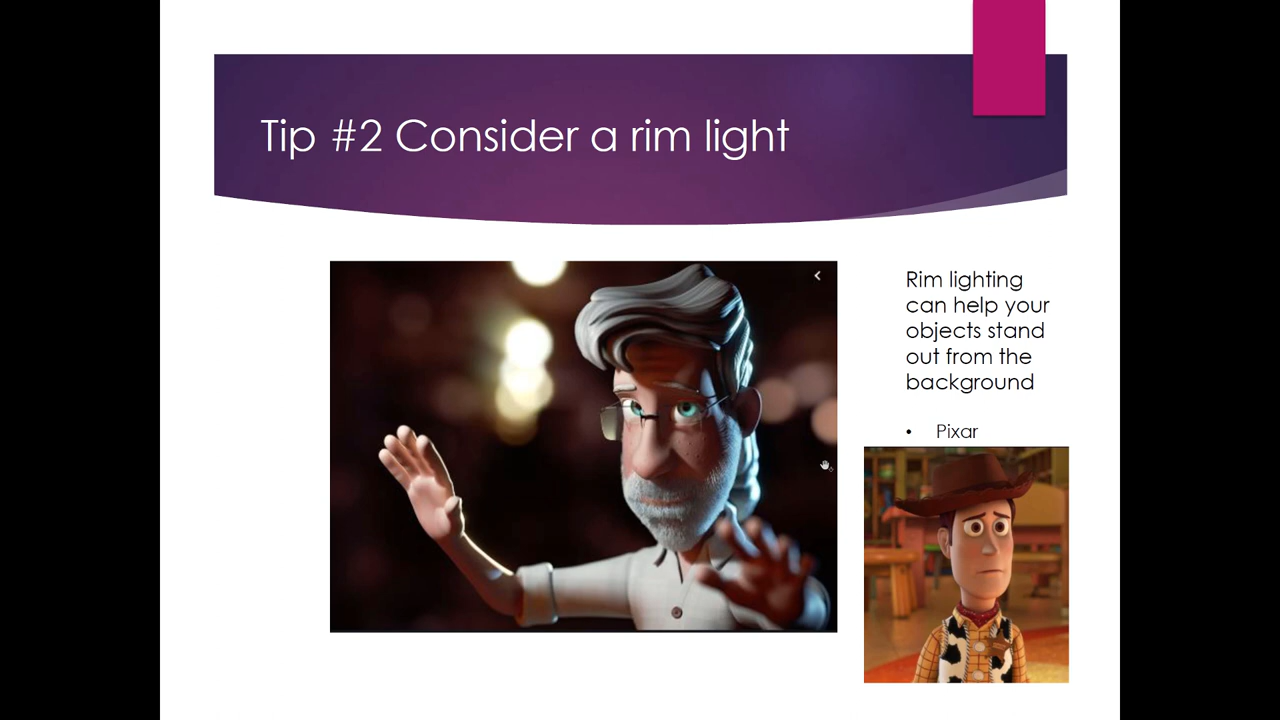 Tip #2 Consider a rim light
Rim lighting
can help your
objects stand
out from the
background
• Pixar